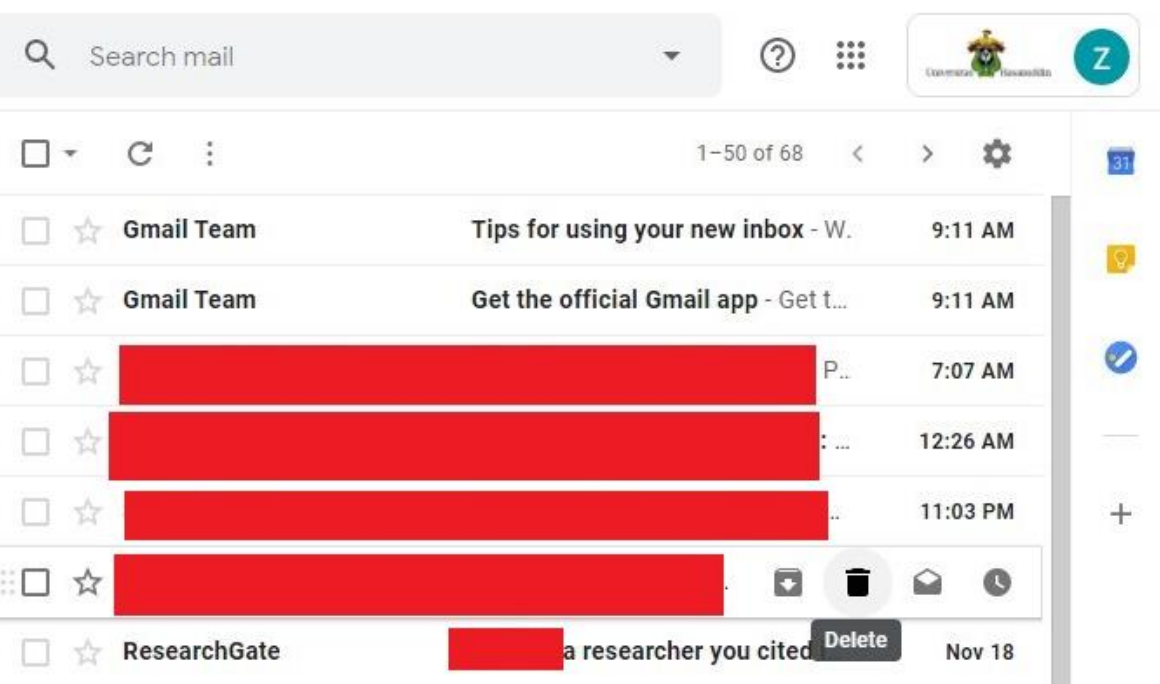 Search mail
Universitas Hasanuddin
Z
1–50 of 68
31
Gmail Team Tips for using your new inbox - W.
9:11 AM
Gmail Team Get the official Gmail app - Get t...
9:11 AM
P..
7:07 AM
: ...
12:26 AM
..
11:03 PM
.
Delete
ResearchGate a researcher you cited
Nov 18